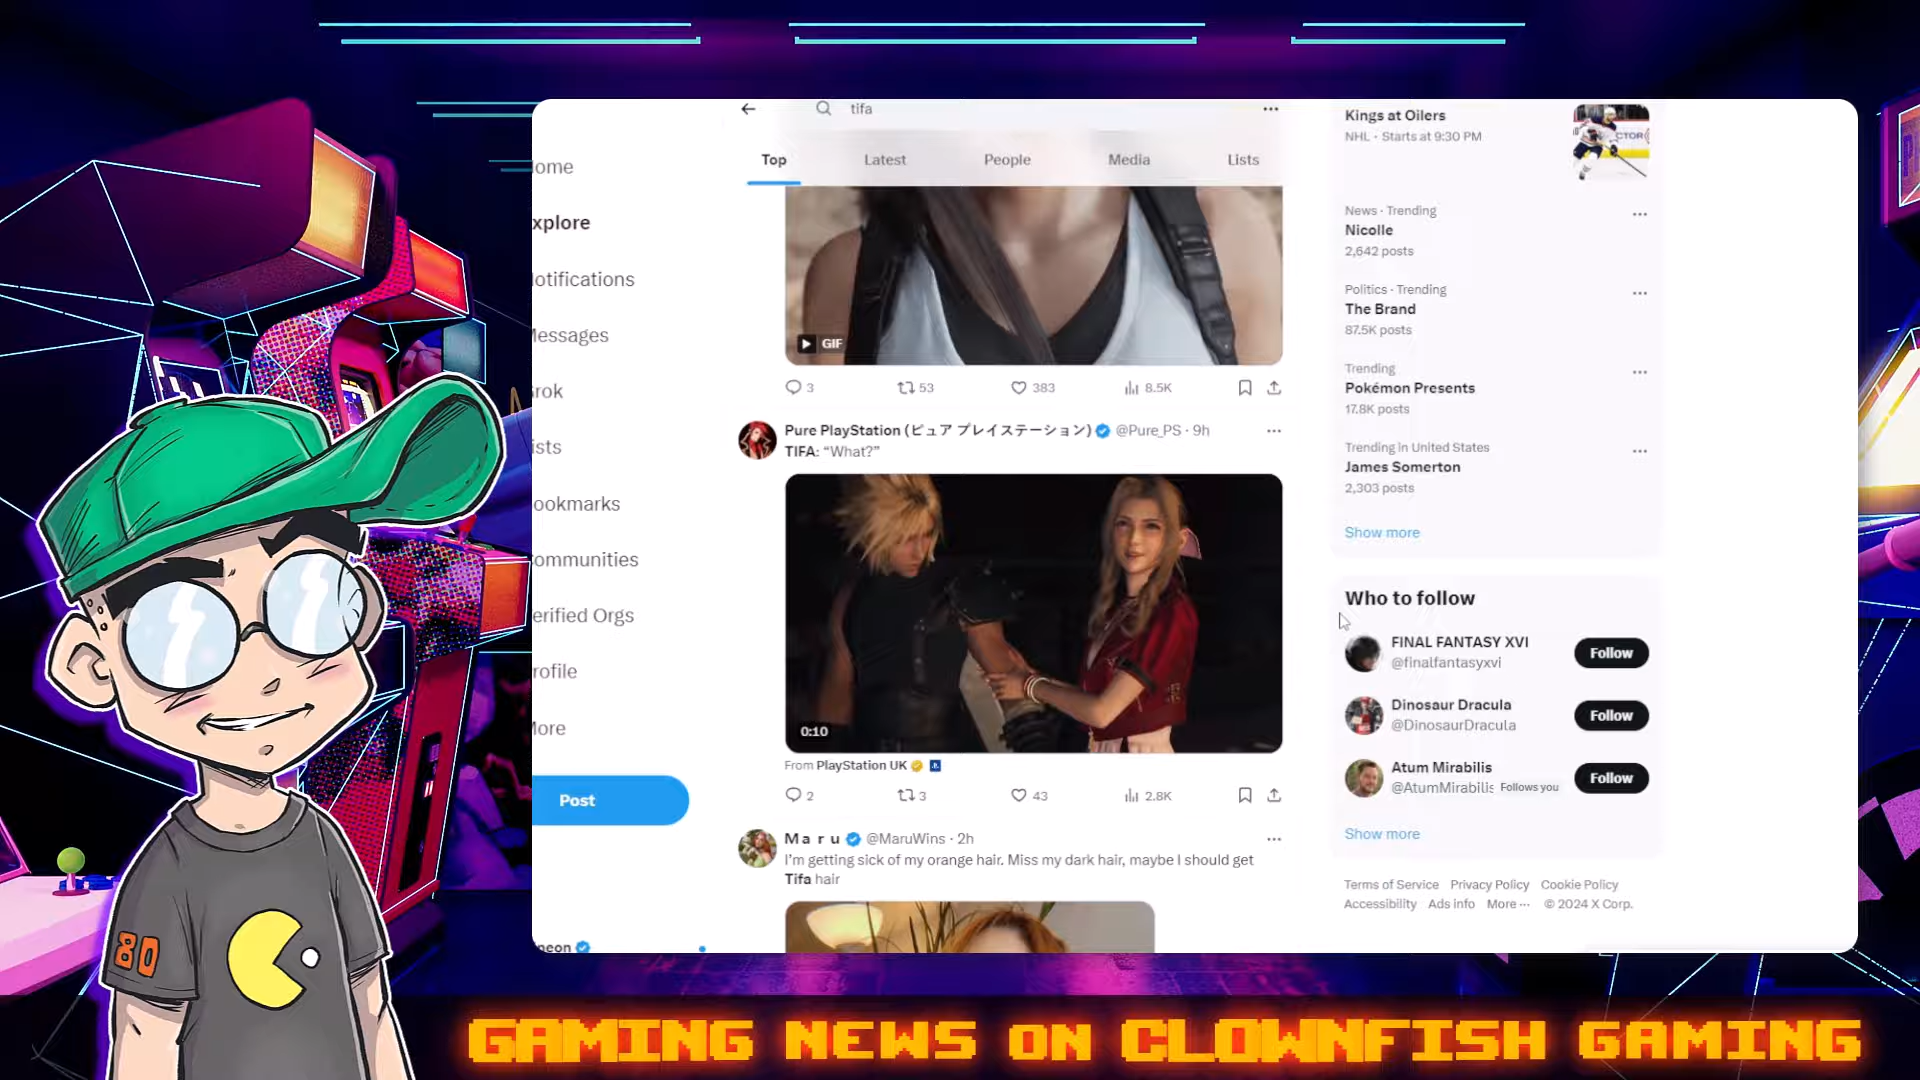 tifa
Top
Latest
People
Media
Lists
ome
xplore
otifications
essages
rok
ists
ookmarks
ommunities
erified Orgs
rofile
ore
Post
GIF
3
53
383
8.5K
Pure PlayStation (ピュア プレイステーション) @Pure_PS · 9h
TIFA: “What?”
0:10
From PlayStation UK
2
3
43
2.8K
M a r u @MaruWins · 2h
I’m getting sick of my orange hair. Miss my dark hair, maybe I should get
Tifa hair
Kings at Oilers
NHL · Starts at 9:30 PM
News · Trending
Nicolle
2,642 posts
Politics · Trending
The Brand
87.5K posts
Trending
Pokémon Presents
17.8K posts
Trending in United States
James Somerton
2,303 posts
Show more
Who to follow
FINAL FANTASY XVI
@finalfantasyxvi
Follow
Dinosaur Dracula
@DinosaurDracula
Follow
Atum Mirabilis
@AtumMirabilis Follows you
Follow
Show more
Terms of Service Privacy Policy Cookie Policy
Accessibility Ads info More ··· © 2024 X Corp.
80
GAMING NEWS ON CLOWNFISH GAMING